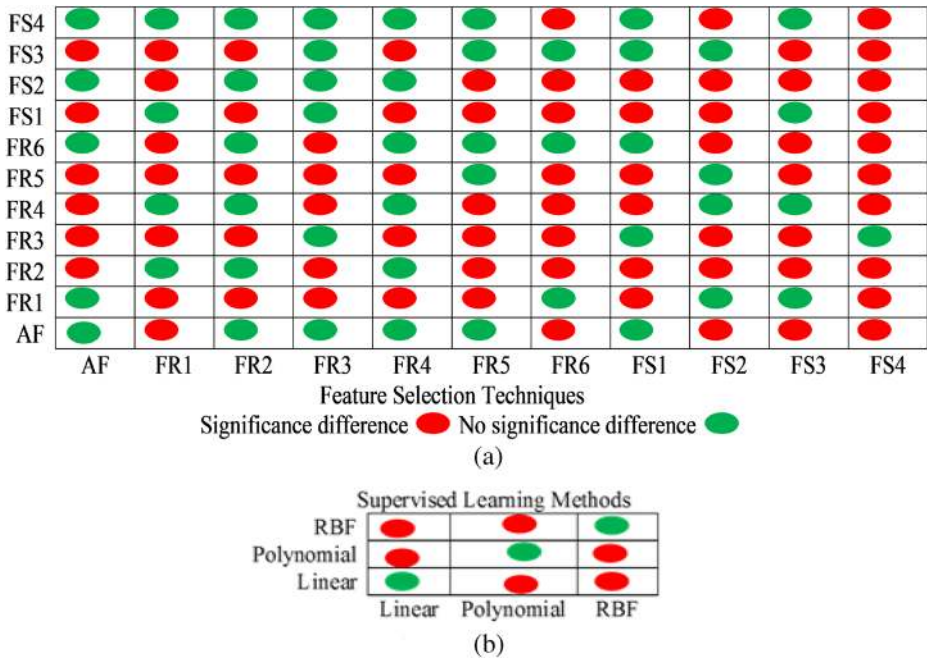 FS4
FS3
FS2
FS1
FR6
FR5
FR4
FR3
FR2
FR1
AF
AF FR1 FR2 FR3 FR4 FR5 FR6 FS1 FS2 FS3 FS4
Feature Selection Techniques
Significance difference No significance difference
(a)
Supervised Learning Methods
RBF
Polynomial
Linear
Linear Polynomial RBF
(b)